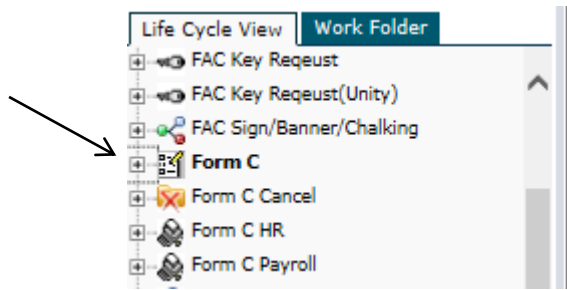 Life Cycle View Work Folder
FAC Key Reqeust
FAC Key Reqeust(Unity)
FAC Sign/Banner/Chalking
Form C
Form C Cancel
Form C HR
Form C Payroll